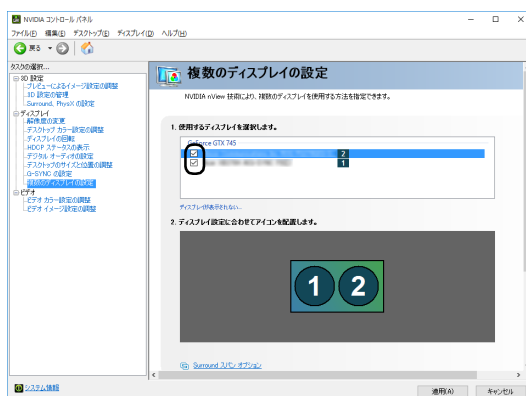 NVIDIA コントロール パネル
ファイル(F) 編集(E) デスクトップ(E) ディスプレイ(D) ヘルプ(H)
戻る
タスクの選択...
3D 設定
プレビューによるイメージ設定の調整
3D 設定の管理
Surround、PhysX の設定
ディスプレイ
解像度の変更
デスクトップ カラー設定の調整
ディスプレイの回転
HDCP ステータスの表示
デジタル オーディオの設定
デスクトップのサイズと位置の調整
G-SYNC の設定
複数のディスプレイの設定
ビデオ
ビデオ カラー設定の調整
ビデオ イメージ設定の調整
システム情報
複数のディスプレイの設定
NVIDIA nView 技術により、複数のディスプレイを使用する方法を指定できます。
1. 使用するディスプレイを選択します。
GeForce GTX 745
2
1
ディスプレイが表示されない...
2. ディスプレイ設定に合わせてアイコンを配置します。
1 2
Surround スパン オプション
適用(A) キャンセル